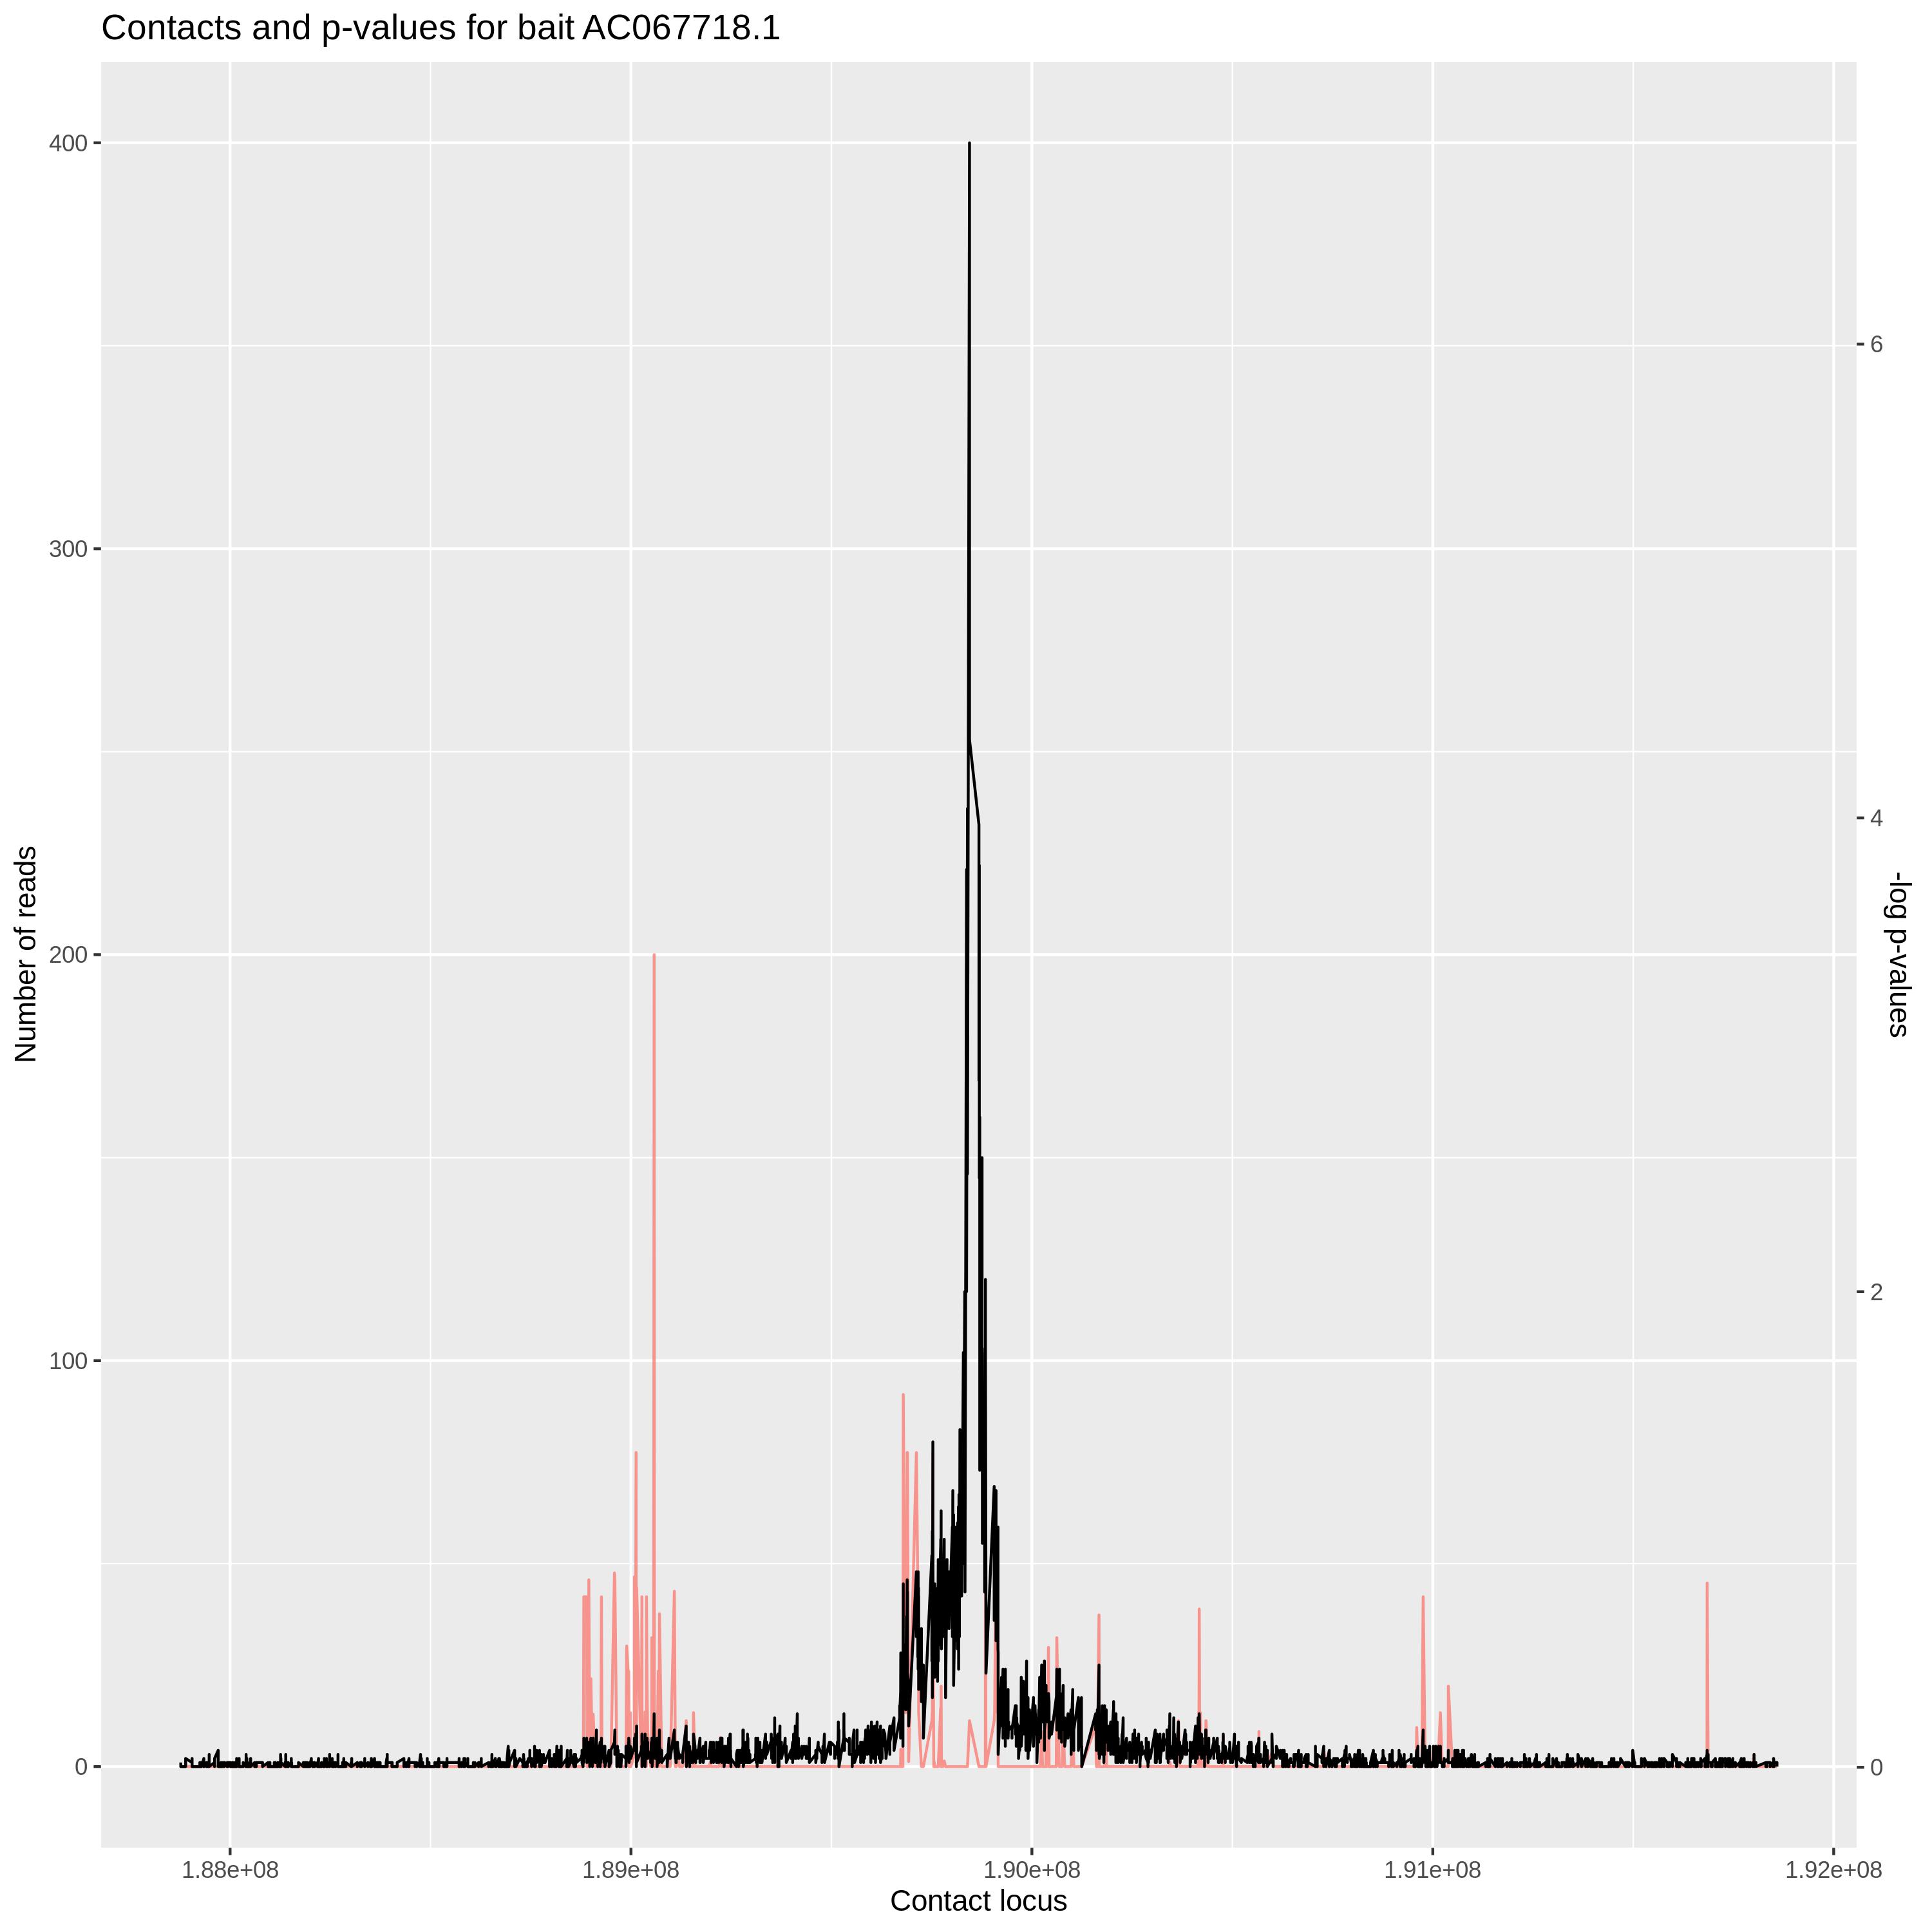 Contacts and p-values for bait AC067718.1
400
300
200
100
0
Number of reads
6
4
2
0
-log p-values
1.88e+08
1.89e+08
1.90e+08
1.91e+08
1.92e+08
Contact locus